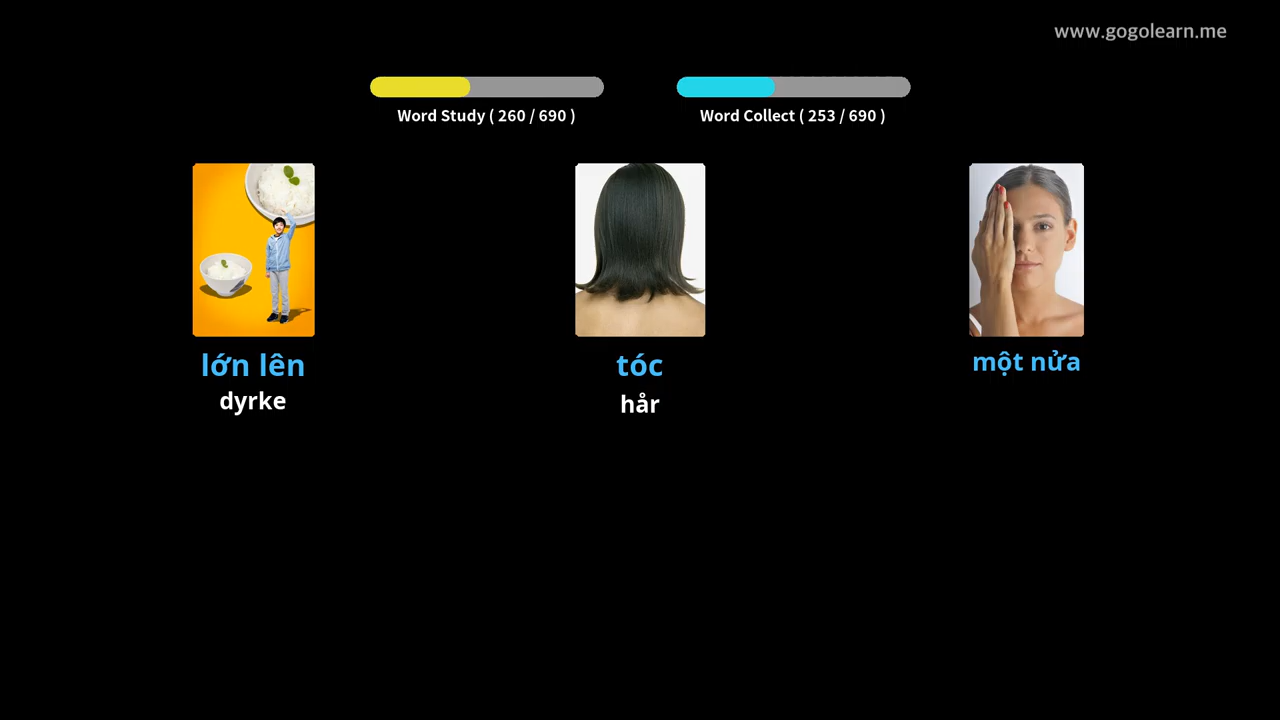 www.gogolearn.me
Word Study ( 260 / 690 )
Word Collect ( 253 / 690 )
lớn lên
dyrke
tóc
hår
một nửa